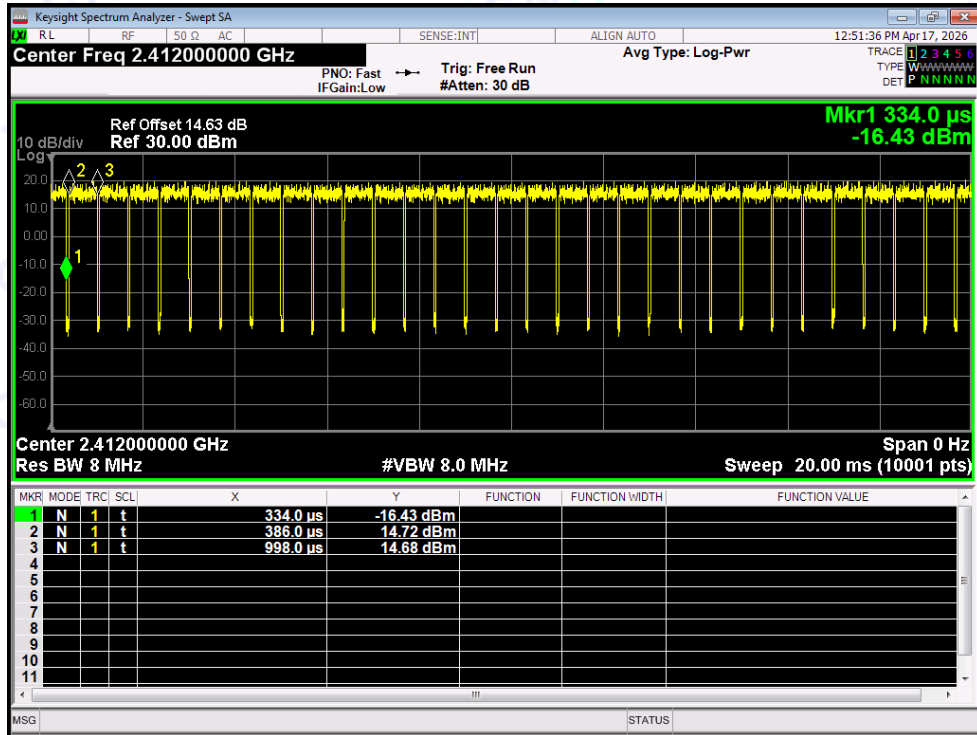 Keysight Spectrum Analyzer - Swept SA
LXI RL RF 50 Ω AC SENSE:INT ALIGN AUTO 12:51:36 PM Apr 17, 2026
Center Freq 2.412000000 GHz Avg Type: Log-Pwr TRACE 1 2 3 4 5 6
PNO: Fast Trig: Free Run TYPE WWWWWW
IFGain:Low #Atten: 30 dB DET P N N N N N
Mkr1 334.0 µs
Ref Offset 14.63 dB
10 dB/div Ref 30.00 dBm -16.43 dBm
Log
2 3
20.0
10.0
0.00
1
-10.0
-20.0
-30.0
-40.0
-50.0
-60.0
Center 2.412000000 GHz Span 0 Hz
Res BW 8 MHz #VBW 8.0 MHz Sweep 20.00 ms (10001 pts)
MKR MODE TRC SCL X Y FUNCTION FUNCTION WIDTH FUNCTION VALUE
1 N 1 t 334.0 µs -16.43 dBm
2 N 1 t 386.0 µs 14.72 dBm
3 N 1 t 998.0 µs 14.68 dBm
4
5
6
7
8
9
10
11
MSG STATUS